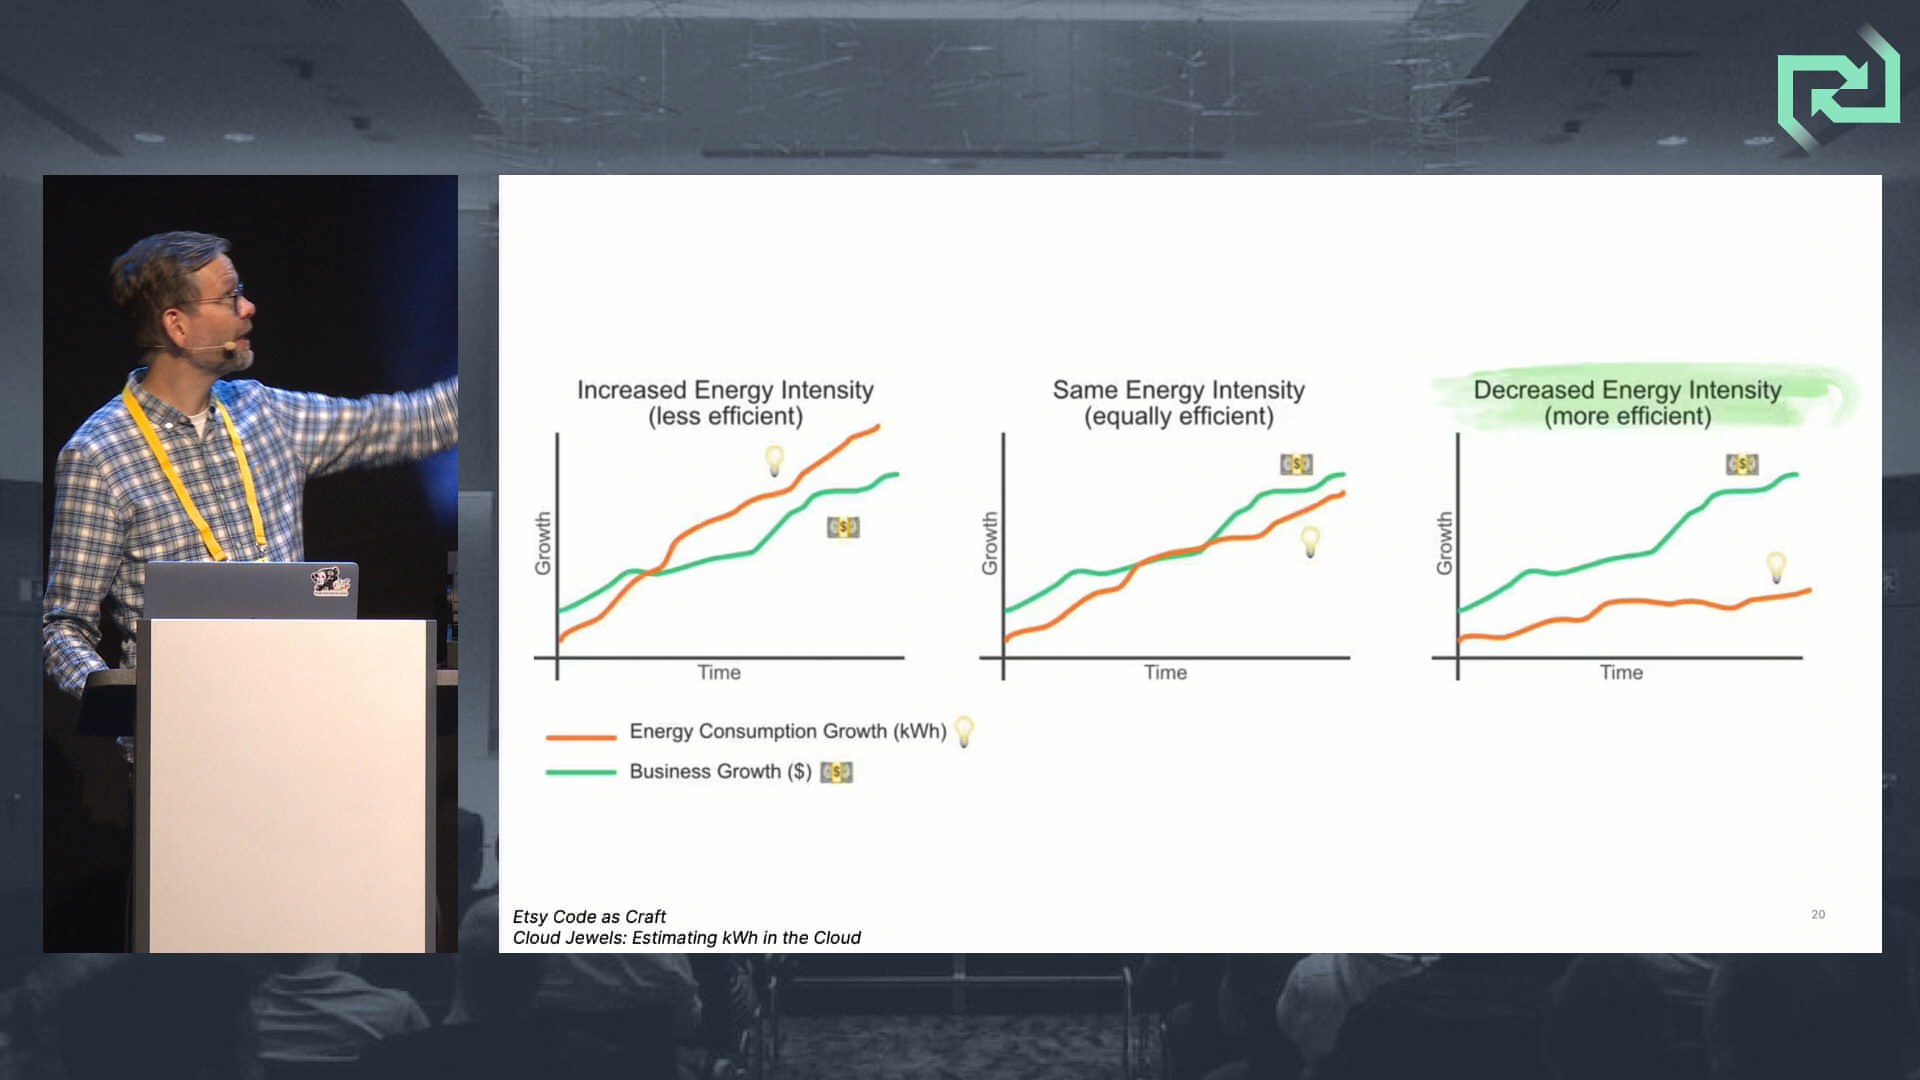 Increased Energy Intensity
(less efficient)
Growth
Time
Same Energy Intensity
(equally efficient)
Growth
Time
Decreased Energy Intensity
(more efficient)
Growth
Time
Energy Consumption Growth (kWh)
Business Growth ($)
Etsy Code as Craft
Cloud Jewels: Estimating kWh in the Cloud
20